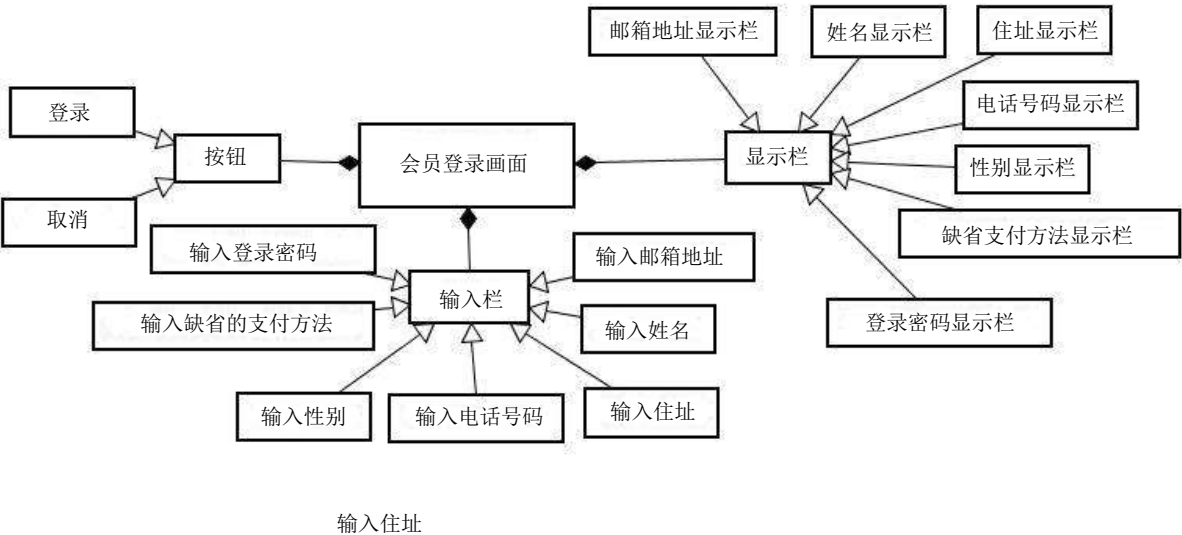 邮箱地址显示栏
姓名显示栏
住址显示栏
登录
电话号码显示栏
按钮
会员登录画面
显示栏
性别显示栏
取消
缺省支付方法显示栏
输入登录密码
输入邮箱地址
输入栏
输入缺省的支付方法
输入姓名
登录密码显示栏
输入性别
输入电话号码
输入住址
输入住址